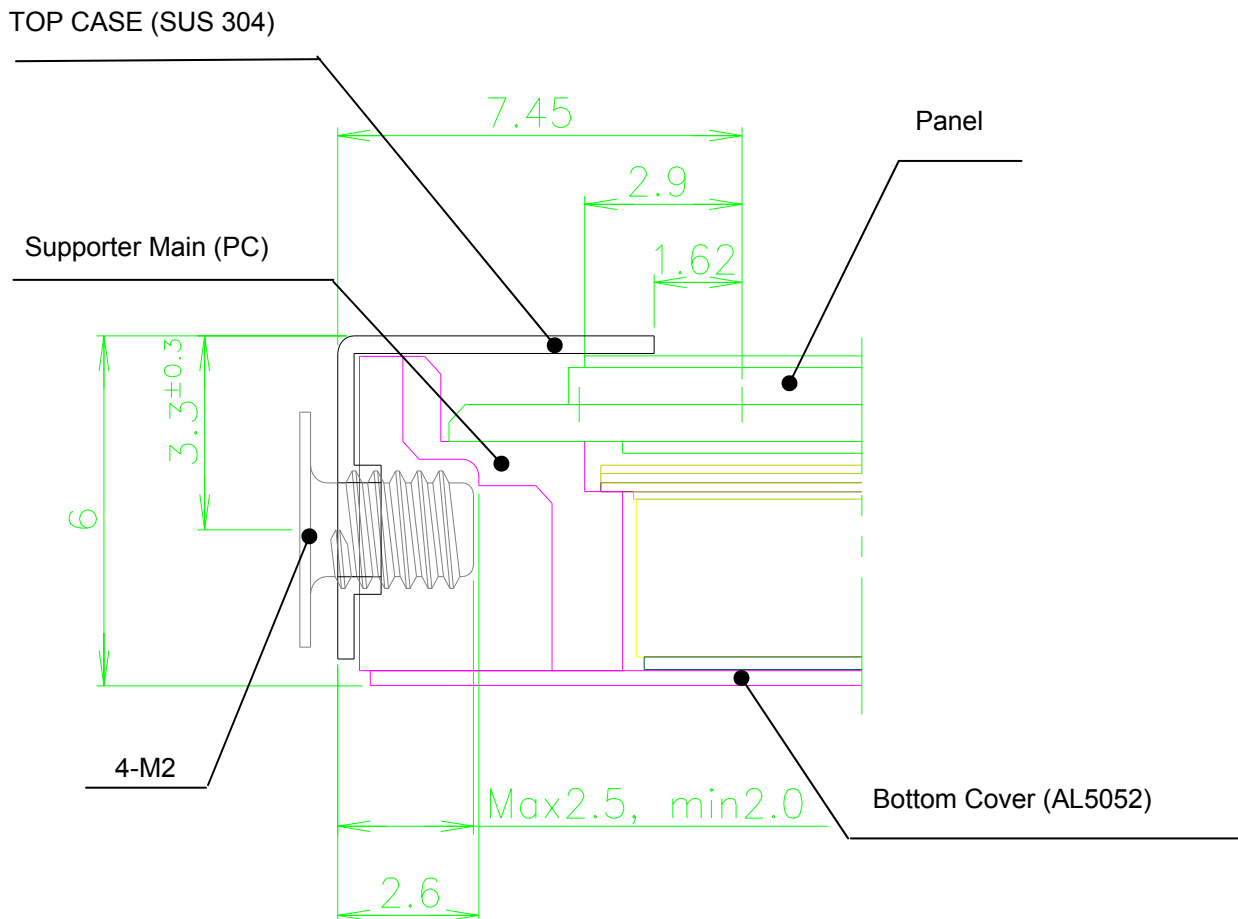 TOP CASE (SUS 304)
7.45
Panel
2.9
Supporter Main (PC)
1.62
3.3±0.3
6
4-M2
Max2.5, min2.0
Bottom Cover (AL5052)
2.6